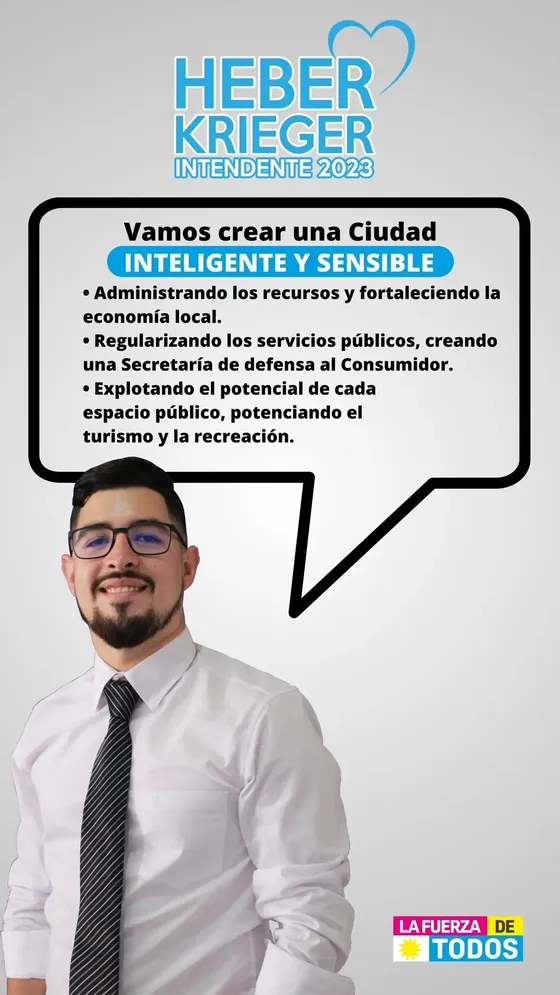 HEBER
KRIEGER
INTENDENTE 2023
Vamos crear una Ciudad
INTELIGENTE Y SENSIBLE
• Administrando los recursos y fortaleciendo la
economía local.
• Regularizando los servicios públicos, creando
una Secretaría de defensa al Consumidor.
• Explotando el potencial de cada
espacio público, potenciando el
turismo y la recreación.
LA FUERZA DE
TODOS